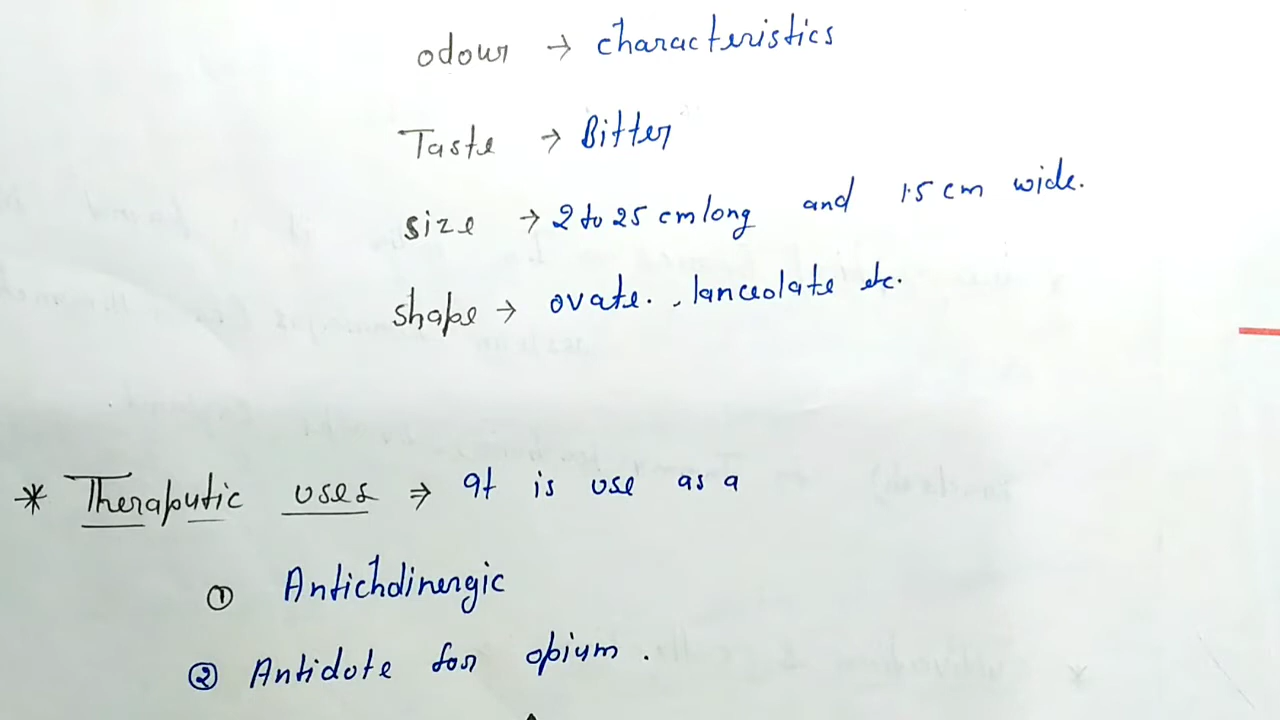 odour → characteristics
Taste → Bitter
size → 2 to 25 cm long and 1.5 cm wide.
shape → ovate. , lanceolate etc.
* Theraputic uses ⇒ It is use as a
① Anticholinergic
② Antidote for opium .